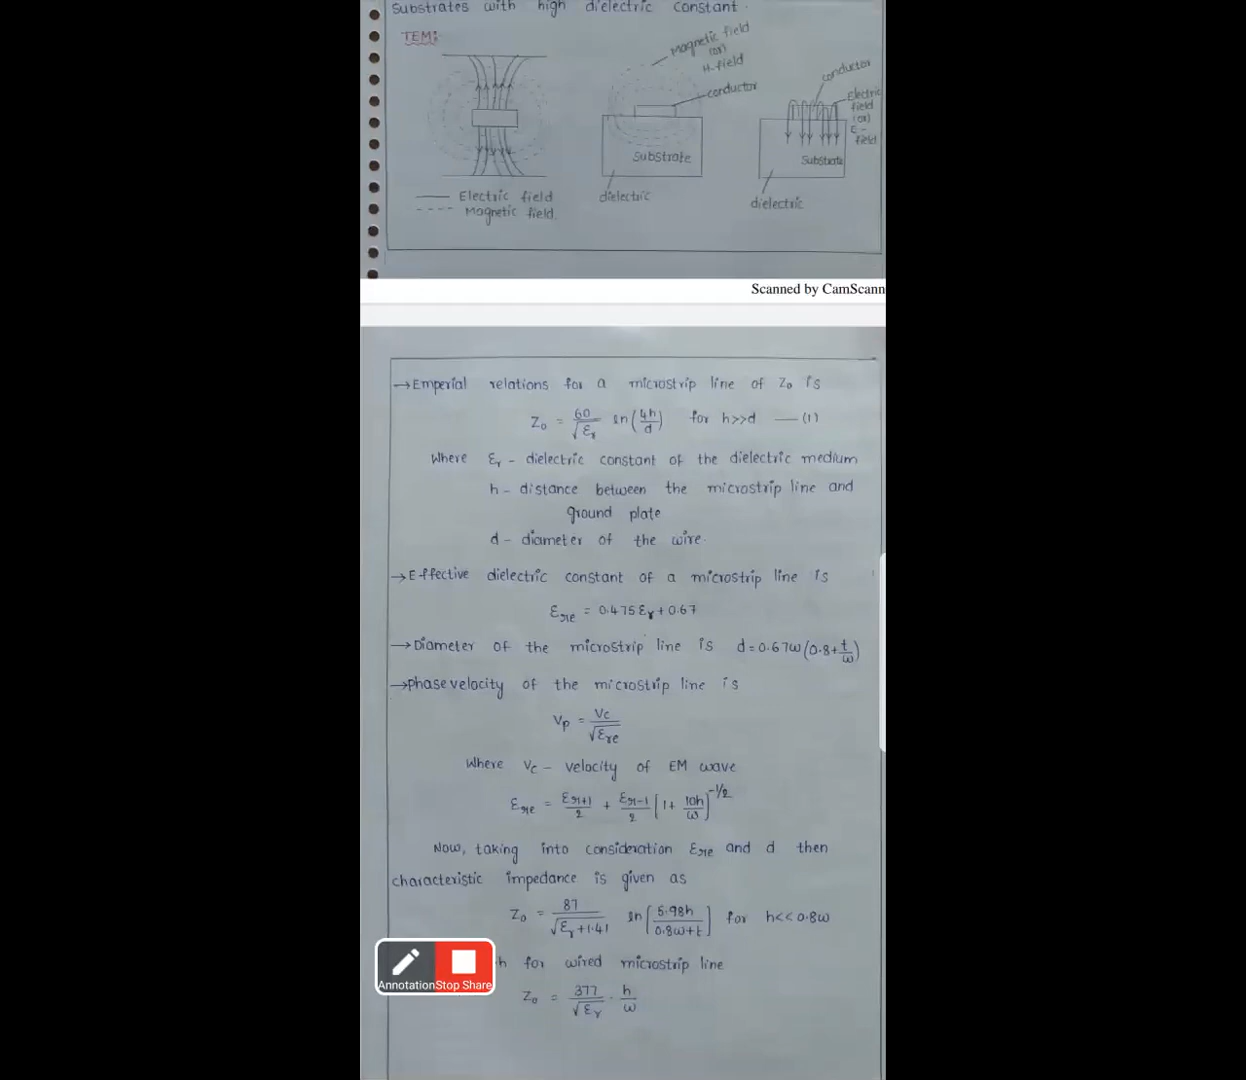 Substrates with high dielectric constant.
TEM:
Magnetic field
(or)
H-field
conductor
conductor
Electric
field
(or)
E-
field
Substrate
Substrate
dielectric
dielectric
Electric field
Magnetic field.
Scanned by CamScann
→Emperial relations for a microstrip line of Z₀ is
Z₀ = 60/√εr ln(4h/d) for h>>d —(1)
Where εr - dielectric constant of the dielectric medium
h - distance between the microstrip line and
ground plate
d - diameter of the wire.
→Effective dielectric constant of a microstrip line is
εre = 0.475εr+0.67
→Diameter of the microstrip line is d=0.67w(0.8+t/w)
→Phase velocity of the microstrip line is
Vp = Vc/√εre
Where Vc - velocity of EM wave
εre = εr+1/2 + εr-1/2 [1+ 10h/w]^-1/2
Now, taking into consideration εre and d then
characteristic impedance is given as
Z₀ = 87/√εr+1.41 ln[5.98h/0.8w+t] for h<<0.8w
h for wired microstrip line
Z₀ = 377/√εr · h/w
Annotation Stop Share